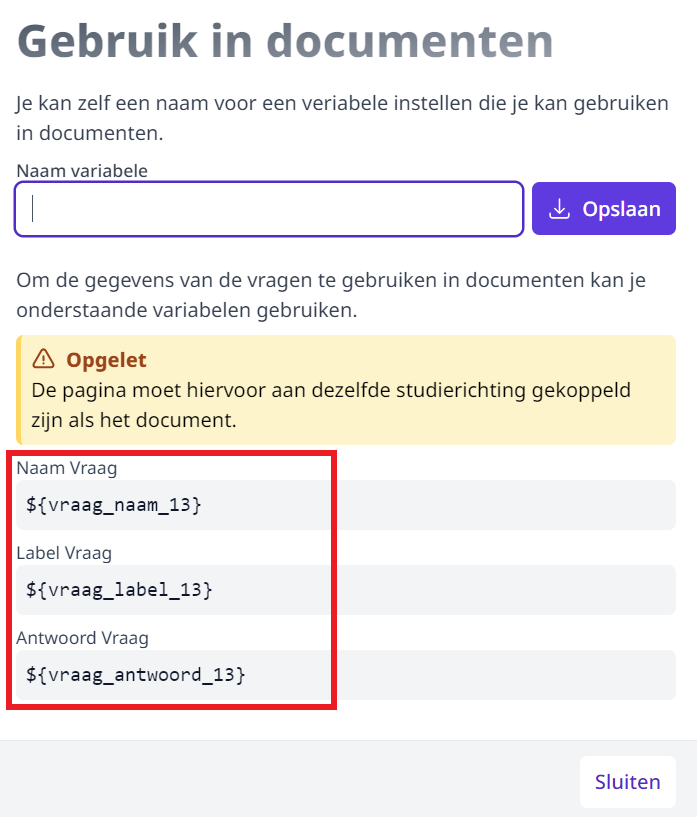 Gebruik in documenten
Je kan zelf een naam voor een veriabele instellen die je kan gebruiken
in documenten.
Naam variabele
Opslaan
Om de gegevens van de vragen te gebruiken in documenten kan je
onderstaande variabelen gebruiken.
Opgelet
De pagina moet hiervoor aan dezelfde studierichting gekoppeld
zijn als het document.
Naam Vraag
${vraag_naam_13}
Label Vraag
${vraag_label_13}
Antwoord Vraag
${vraag_antwoord_13}
Sluiten